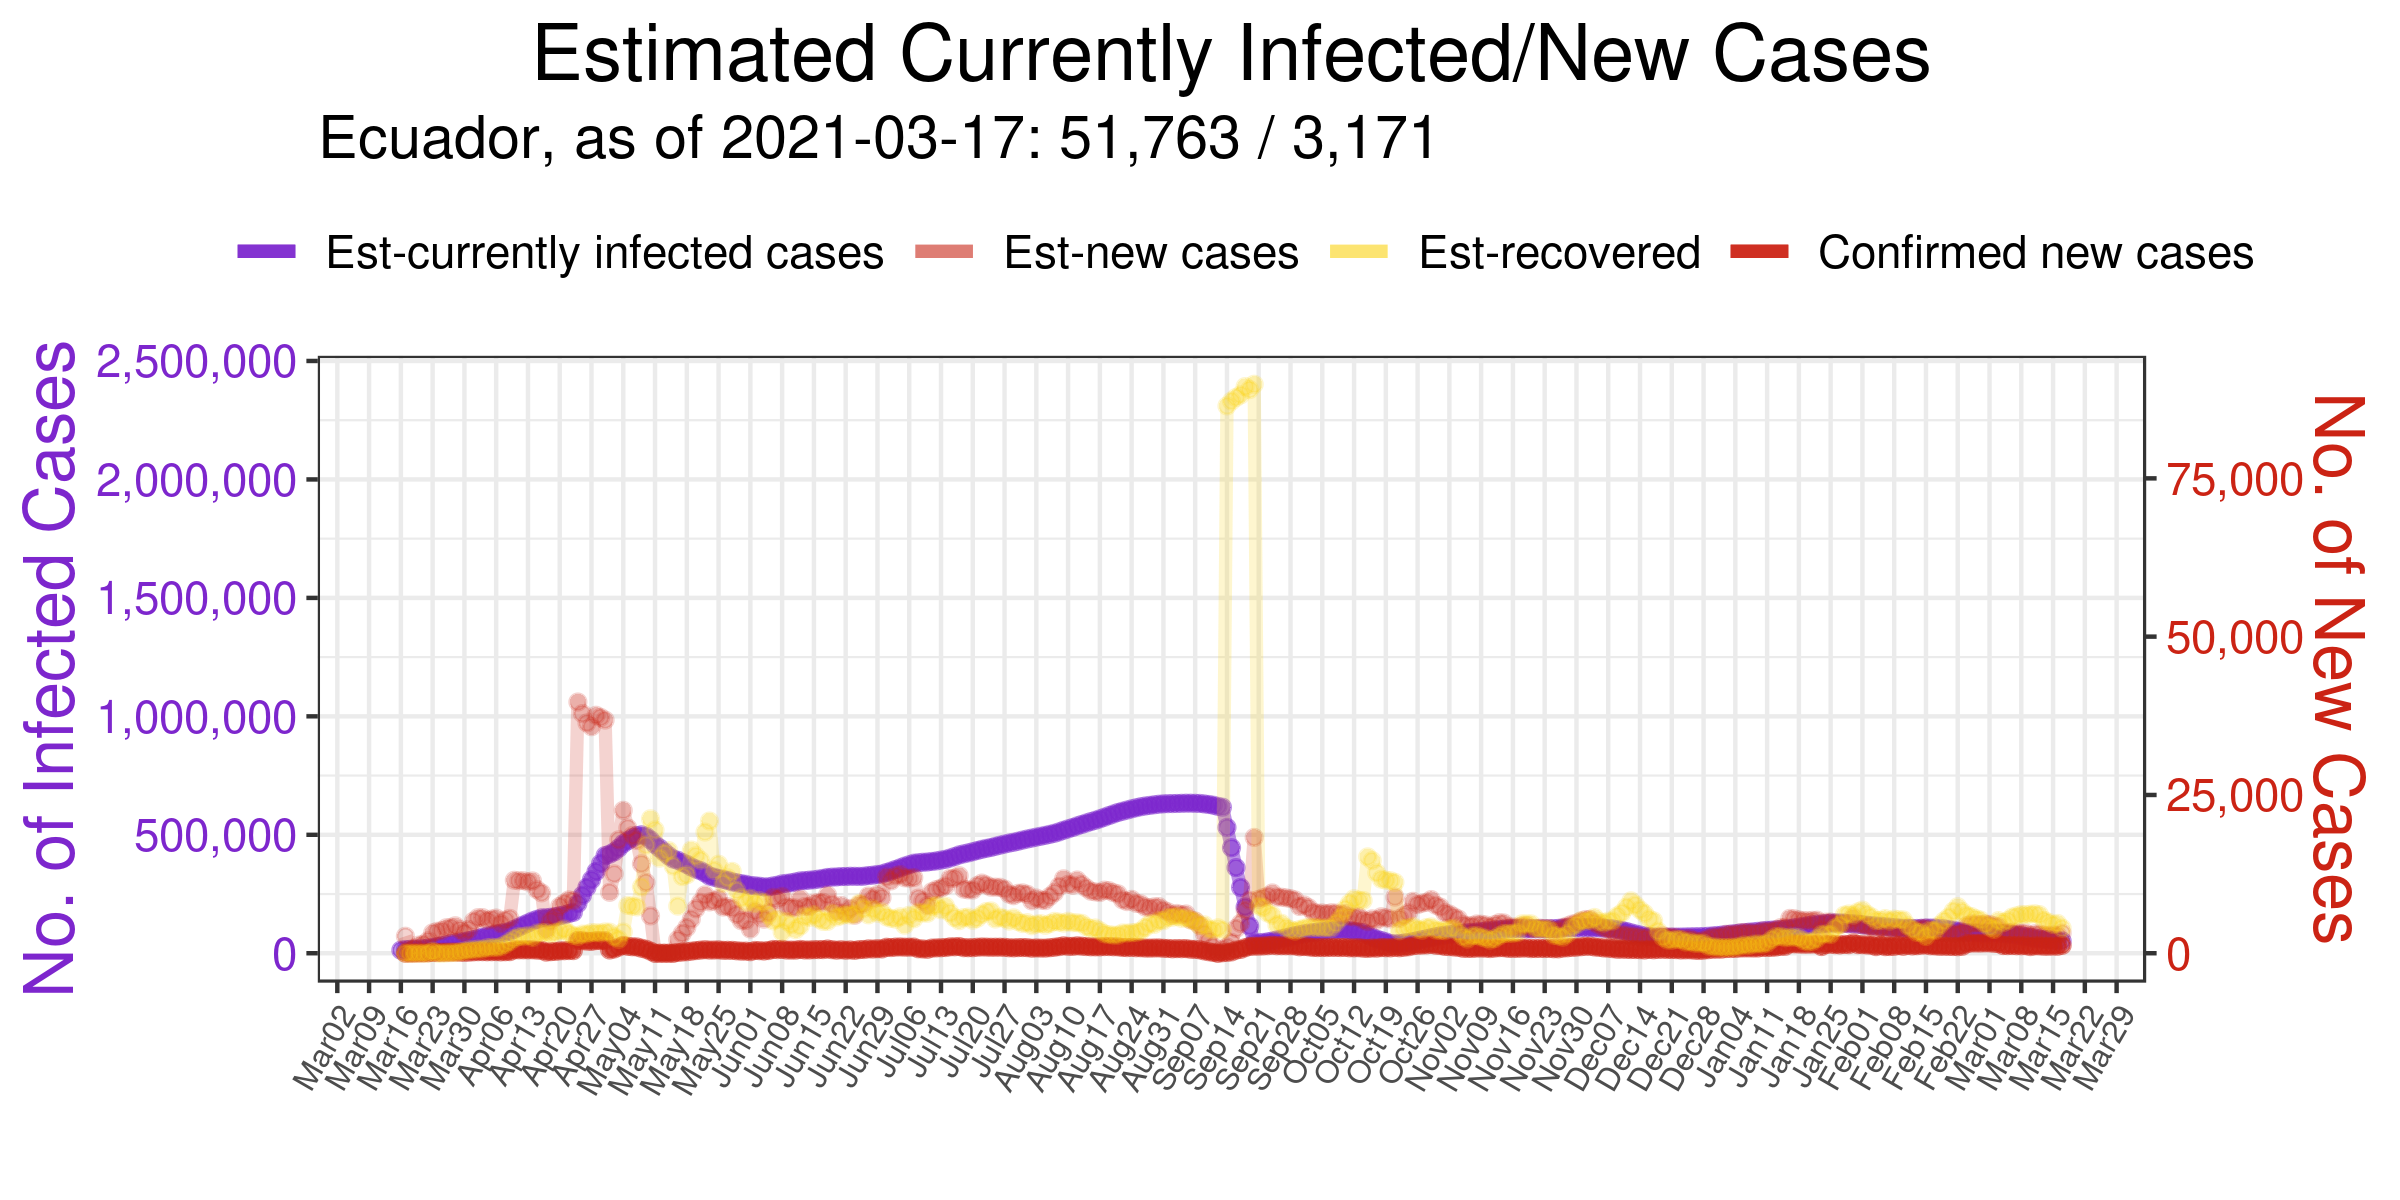 Estimated Currently Infected/New Cases
Ecuador, as of 2021-03-17: 51,763 / 3,171
Est-currently infected cases
Est-new cases
Est-recovered
Confirmed new cases
No. of Infected Cases
2,500,000
2,000,000
1,500,000
1,000,000
500,000
0
75,000
50,000
25,000
0
No. of New Cases
Mar02
Mar09
Mar16
Mar23
Mar30
Apr06
Apr13
Apr20
Apr27
May04
May11
May18
May25
Jun01
Jun08
Jun15
Jun22
Jun29
Jul06
Jul13
Jul20
Jul27
Aug03
Aug10
Aug17
Aug24
Aug31
Sep07
Sep14
Sep21
Sep28
Oct05
Oct12
Oct19
Oct26
Nov02
Nov09
Nov16
Nov23
Nov30
Dec07
Dec14
Dec21
Dec28
Jan04
Jan11
Jan18
Jan25
Feb01
Feb08
Feb15
Feb22
Mar01
Mar08
Mar15
Mar22
Mar29